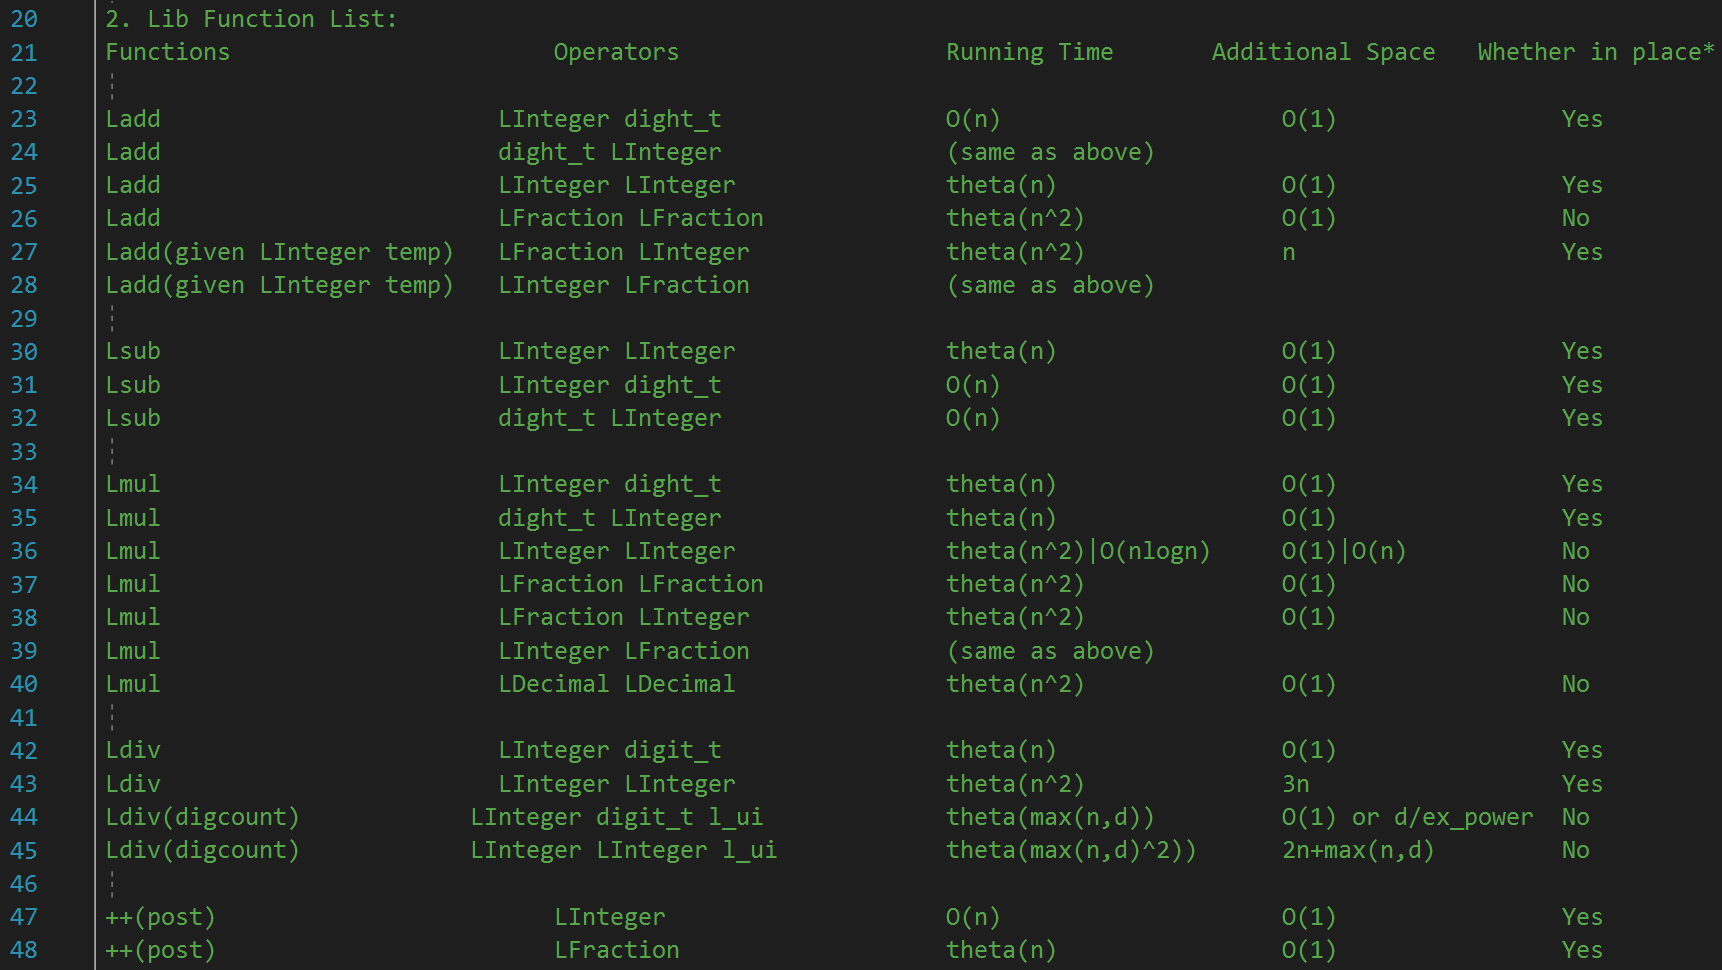 20 2. Lib Function List:
21 Functions Operators Running Time Additional Space Whether in place*
22
23 Ladd LInteger dight_t O(n) O(1) Yes
24 Ladd dight_t LInteger (same as above)
25 Ladd LInteger LInteger theta(n) O(1) Yes
26 Ladd LFraction LFraction theta(n^2) O(1) No
27 Ladd(given LInteger temp) LFraction LInteger theta(n^2) n Yes
28 Ladd(given LInteger temp) LInteger LFraction (same as above)
29
30 Lsub LInteger LInteger theta(n) O(1) Yes
31 Lsub LInteger dight_t O(n) O(1) Yes
32 Lsub dight_t LInteger O(n) O(1) Yes
33
34 Lmul LInteger dight_t theta(n) O(1) Yes
35 Lmul dight_t LInteger theta(n) O(1) Yes
36 Lmul LInteger LInteger theta(n^2)|O(nlogn) O(1)|O(n) No
37 Lmul LFraction LFraction theta(n^2) O(1) No
38 Lmul LFraction LInteger theta(n^2) O(1) No
39 Lmul LInteger LFraction (same as above)
40 Lmul LDecimal LDecimal theta(n^2) O(1) No
41
42 Ldiv LInteger digit_t theta(n) O(1) Yes
43 Ldiv LInteger LInteger theta(n^2) 3n Yes
44 Ldiv(digcount) LInteger digit_t l_ui theta(max(n,d)) O(1) or d/ex_power No
45 Ldiv(digcount) LInteger LInteger l_ui theta(max(n,d)^2)) 2n+max(n,d) No
46
47 ++(post) LInteger O(n) O(1) Yes
48 ++(post) LFraction theta(n) O(1) Yes